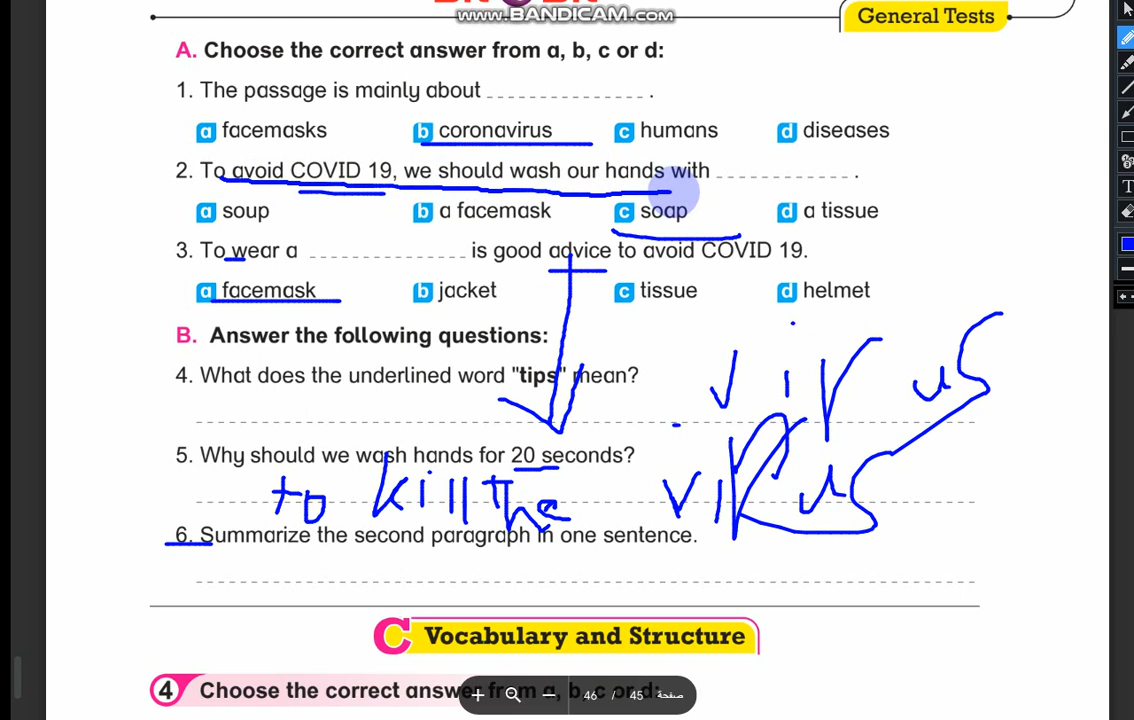 www.BANDICAM.com
General Tests
A. Choose the correct answer from a, b, c or d:
1. The passage is mainly about _ _ _ _ _ _ _ _ _ _ _ _ _ .
a facemasks b coronavirus c humans d diseases
2. To avoid COVID 19, we should wash our hands with _ _ _ _ _ _ _ _ _ _ _ .
a soup b a facemask c soap d a tissue
3. To wear a _ _ _ _ _ _ _ _ _ _ _ _ _ is good advice to avoid COVID 19.
a facemask b jacket c tissue d helmet
B. Answer the following questions:
4. What does the underlined word "tips" mean?
virus
5. Why should we wash hands for 20 seconds?
to kill the virus
6. Summarize the second paragraph in one sentence.
C Vocabulary and Structure
4 Choose the correct answer from a, b, c or d:
46 / 45 صفحة